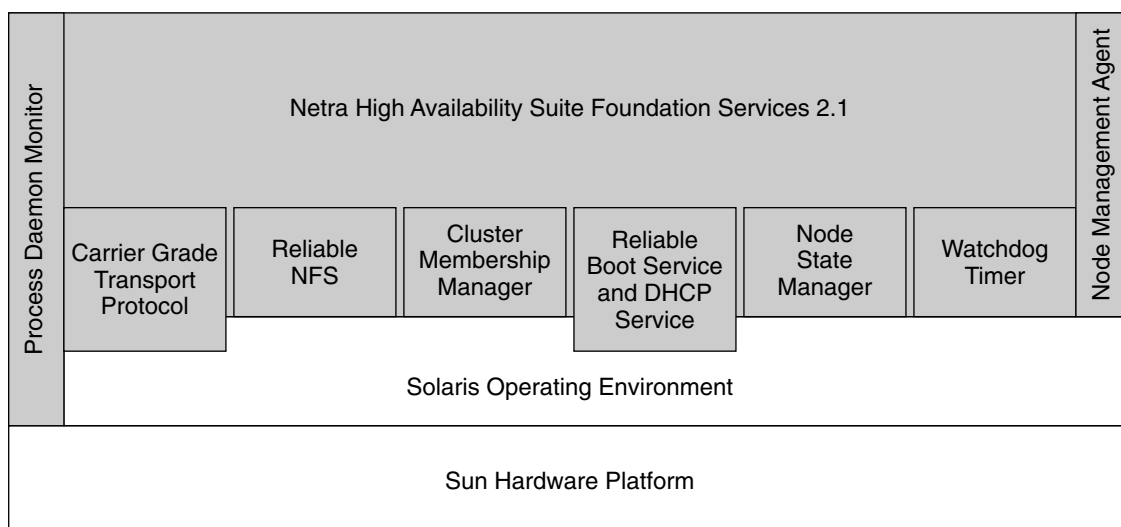 Process Daemon Monitor
Netra High Availability Suite Foundation Services 2.1
Node Management Agent
Carrier Grade
Transport
Protocol
Reliable
NFS
Cluster
Membership
Manager
Reliable
Boot Service
and DHCP
Service
Node
State
Manager
Watchdog
Timer
Solaris Operating Environment
Sun Hardware Platform